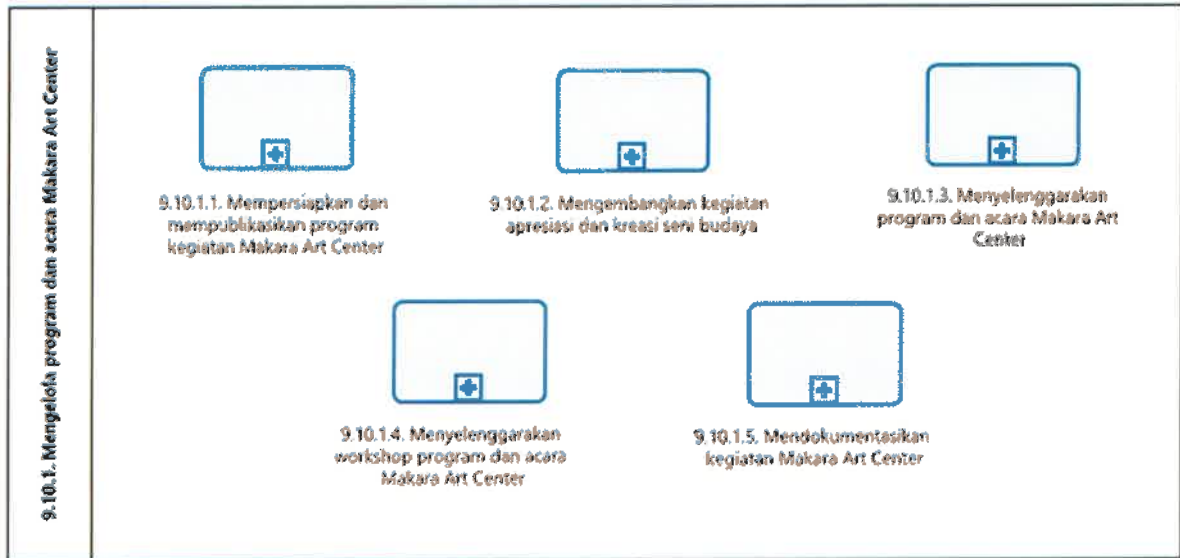 9.10.1. Mengelola program dan acara Makara Art Center
9.10.1.1. Mempersiapkan dan
mempublikasikan program
kegiatan Makara Art Center
9.10.1.2. Mengembangkan kegiatan
apresiasi dan kreasi seni budaya
9.10.1.3. Menyelenggarakan
program dan acara Makara Art
Center
9.10.1.4. Menyelenggarakan
workshop program dan acara
Makara Art Center
9.10.1.5. Mendokumentasikan
kegiatan Makara Art Center